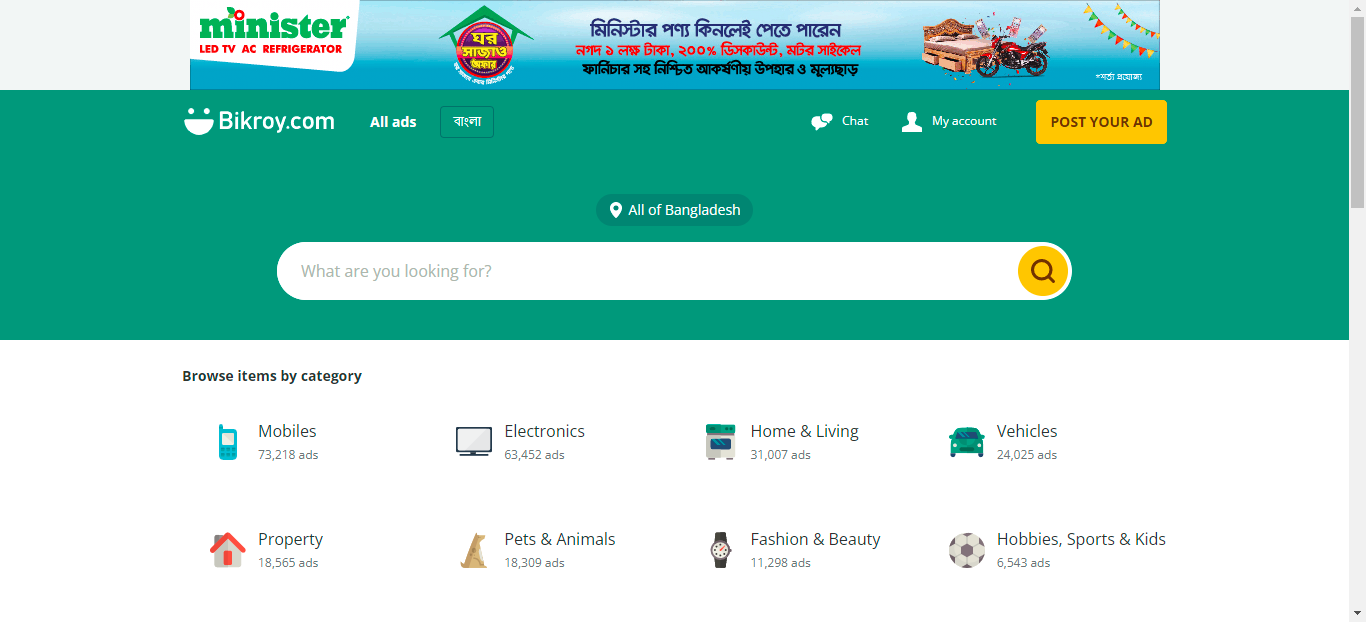 minister
LED TV AC REFRIGERATOR
ঘর
সাজাও
অফার
মিনিস্টার পণ্য কিনলেই পেতে পারেন
নগদ ১ লক্ষ টাকা, ২০০% ডিসকাউন্ট, মটর সাইকেল
ফার্নিচার সহ নিশ্চিত আকর্ষণীয় উপহার ও মূল্যছাড়
*শর্ত প্রযোজ্য
Bikroy.com
All ads
বাংলা
Chat
My account
POST YOUR AD
All of Bangladesh
What are you looking for?
Browse items by category
Mobiles
73,218 ads
Electronics
63,452 ads
Home & Living
31,007 ads
Vehicles
24,025 ads
Property
18,565 ads
Pets & Animals
18,309 ads
Fashion & Beauty
11,298 ads
Hobbies, Sports & Kids
6,543 ads